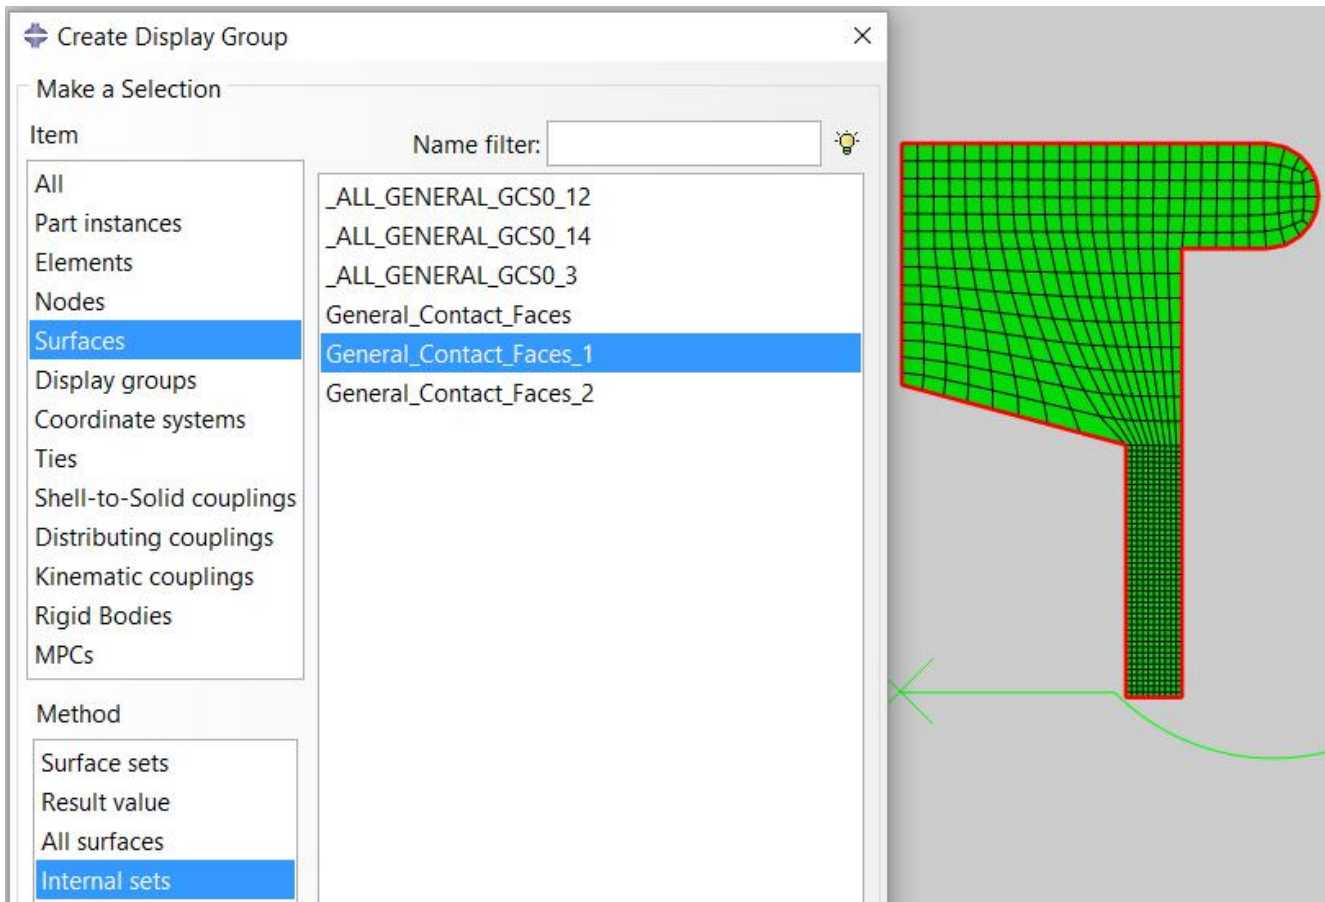 Create Display Group
Make a Selection
Item
Name filter:
All
Part instances
Elements
Nodes
Surfaces
Display groups
Coordinate systems
Ties
Shell-to-Solid couplings
Distributing couplings
Kinematic couplings
Rigid Bodies
MPCs
_ALL_GENERAL_GCS0_12
_ALL_GENERAL_GCS0_14
_ALL_GENERAL_GCS0_3
General_Contact_Faces
General_Contact_Faces_1
General_Contact_Faces_2
Method
Surface sets
Result value
All surfaces
Internal sets